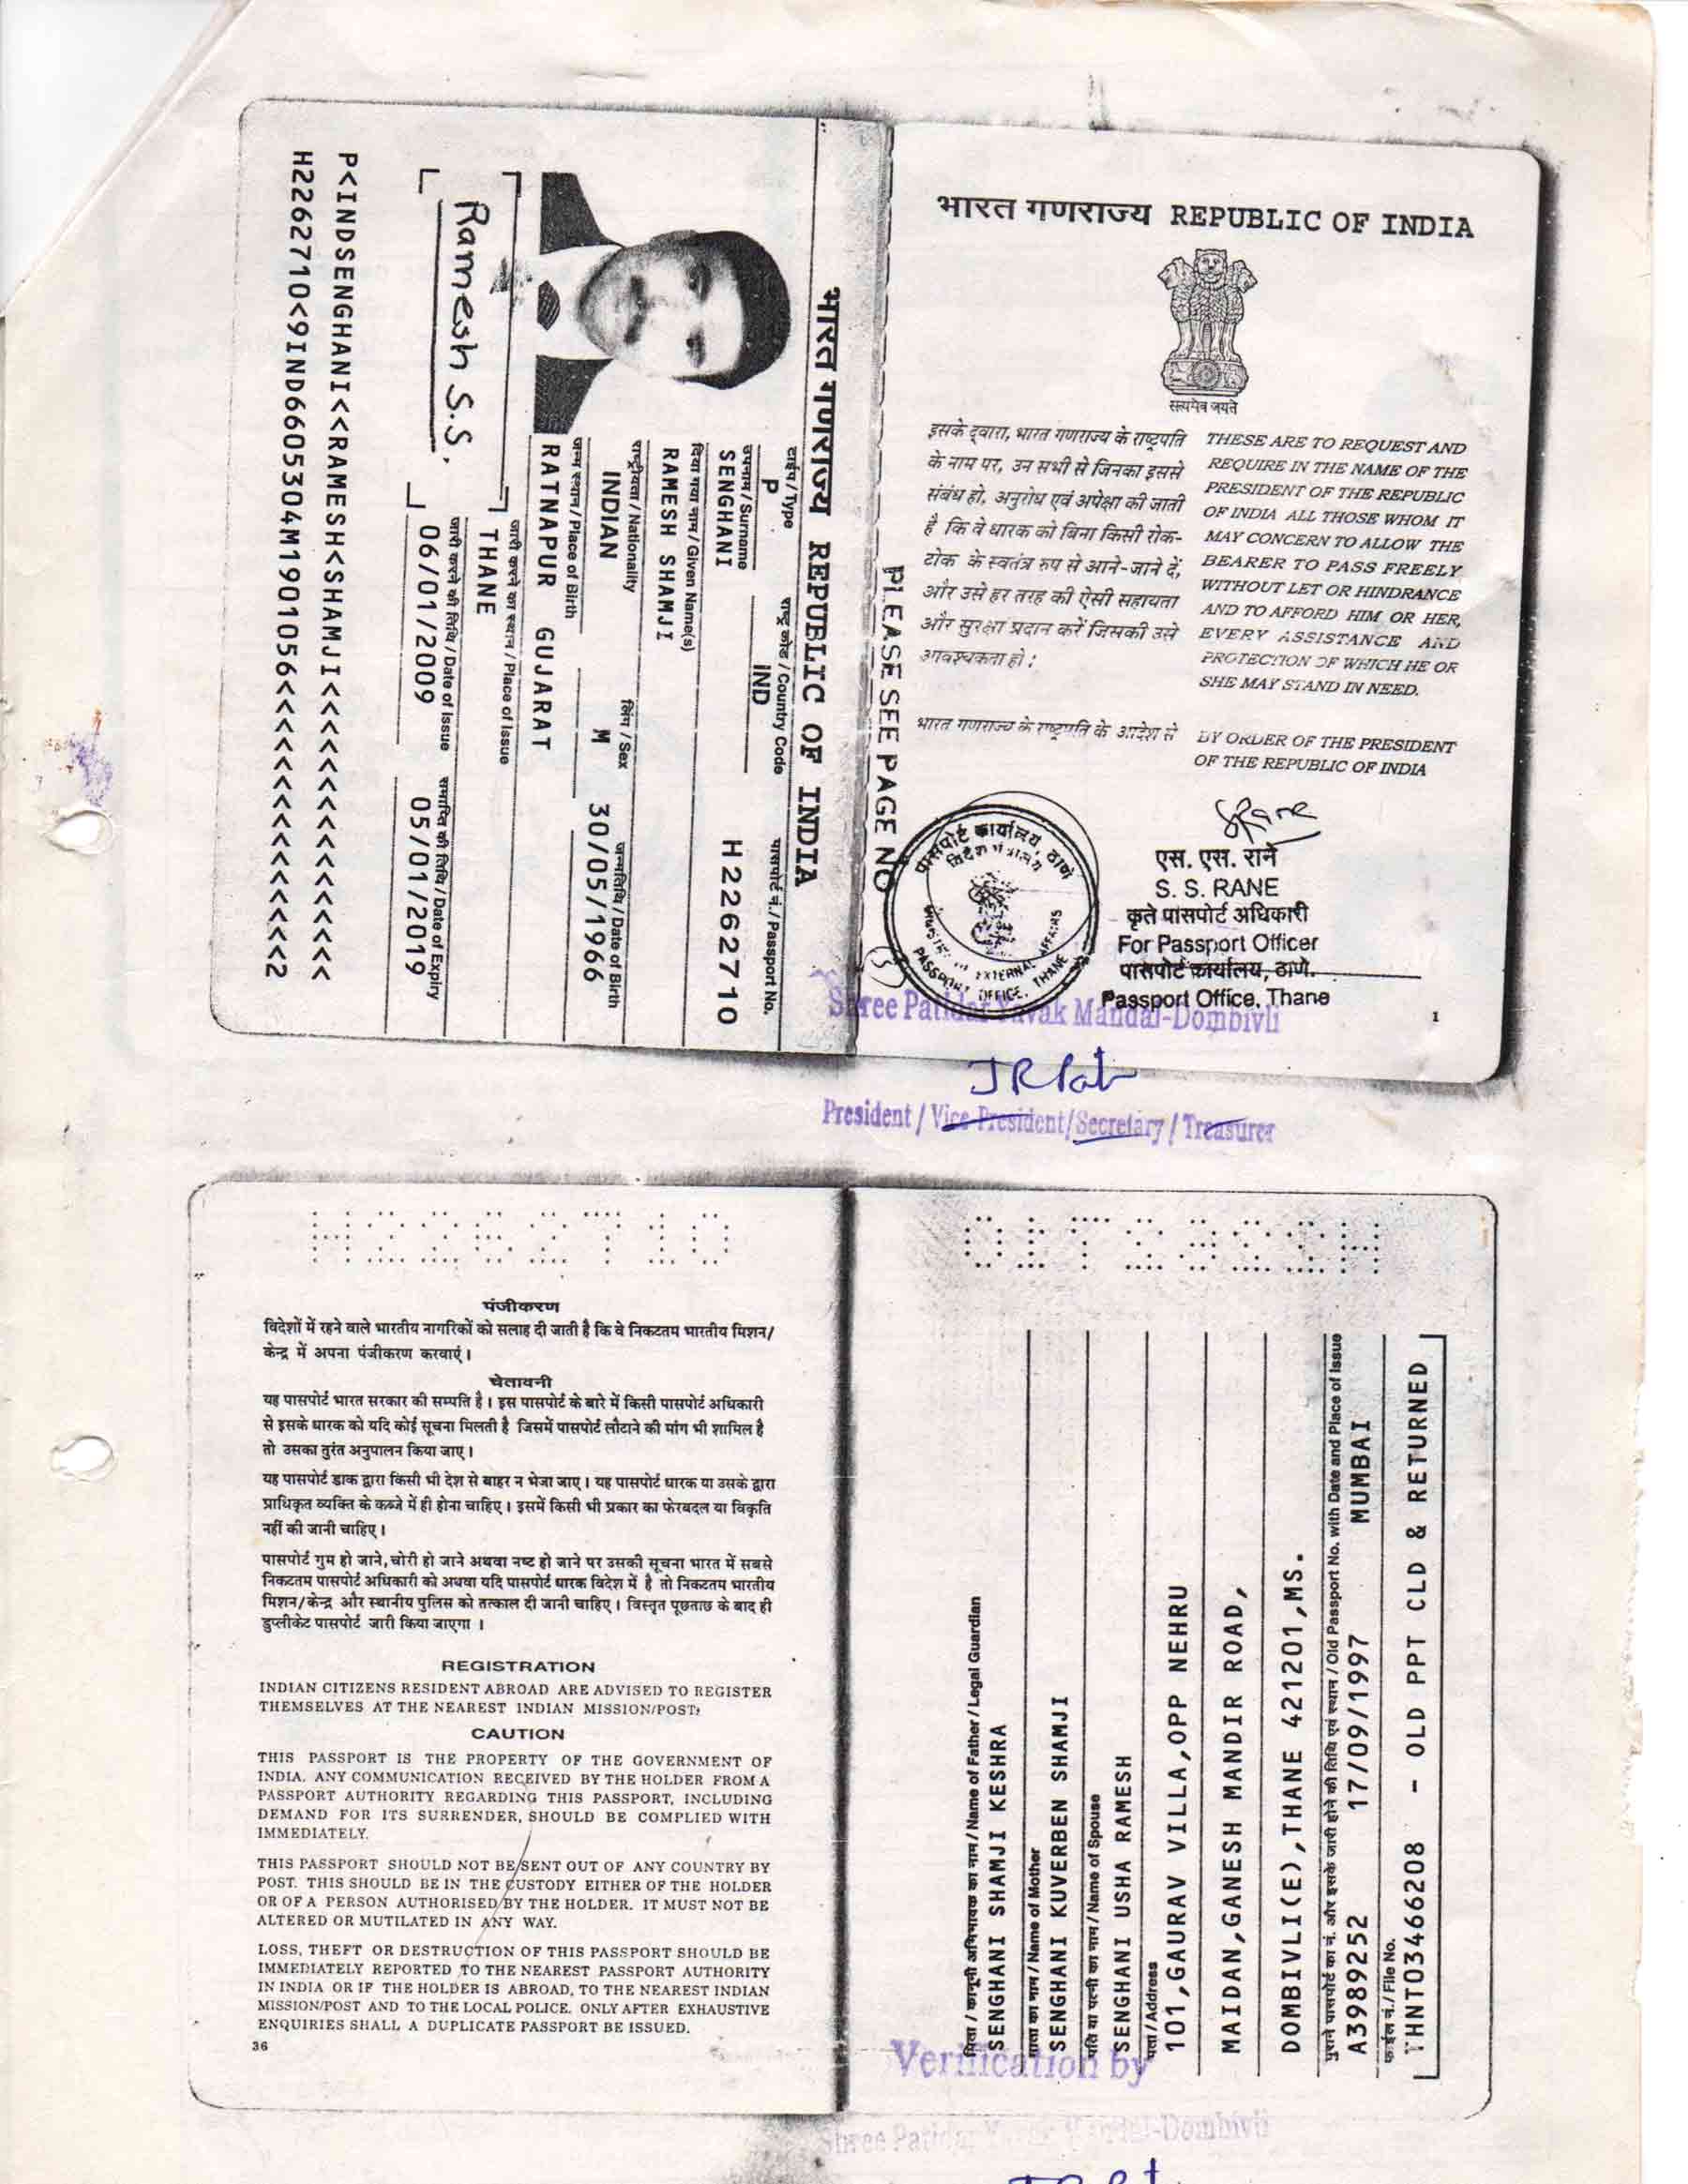 भारत गणराज्य REPUBLIC OF INDIA
सत्यमेव जयते
इसके द्वारा, भारत गणराज्य के राष्ट्रपति
के नाम पर, उन सभी से जिनका इससे
संबंध हो, अनुरोध एवं अपेक्षा की जाती
है कि वे धारक को बिना किसी रोक-
टोक के स्वतंत्र रुप से आने-जाने दें,
और उसे हर तरह की ऐसी सहायता
और सुरक्षा प्रदान करें जिसकी उसे
आवश्यकता हो :
THESE ARE TO REQUEST AND
REQUIRE IN THE NAME OF THE
PRESIDENT OF THE REPUBLIC
OF INDIA ALL THOSE WHOM IT
MAY CONCERN TO ALLOW THE
BEARER TO PASS FREELY
WITHOUT LET OR HINDRANCE
AND TO AFFORD HIM OR HER,
EVERY ASSISTANCE AND
PROTECTION OF WHICH HE OR
SHE MAY STAND IN NEED.
भारत गणराज्य के राष्ट्रपति के आदेश से
BY ORDER OF THE PRESIDENT
OF THE REPUBLIC OF INDIA
SRane
एस. एस. राने
S. S. RANE
कृते पासपोर्ट अधिकारी
For Passport Officer
पासपोर्ट कार्यालय, ठाणे.
Passport Office, Thane
पासपोर्ट कार्यालय, ठाणे
विदेश मंत्रालय
MINISTRY OF EXTERNAL AFFAIRS
PASSPORT OFFICE, THANE
1
PLEASE SEE PAGE NO
भारत गणराज्य REPUBLIC OF INDIA
टाईप / Type
राष्ट्र कोड / Country Code
पासपोर्ट नं. / Passport No.
P
IND
H2262710
उपनाम / Surname
SENGHANI
दिया गया नाम / Given Name(s)
RAMESH SHAMJI
राष्ट्रीयता / Nationality
लिंग / Sex
जन्मतिथि / Date of Birth
INDIAN
M
30/05/1966
जन्म स्थान / Place of Birth
RATNAPUR GUJARAT
जारी करने का स्थान / Place of Issue
THANE
जारी करने की तिथि / Date of Issue
समाप्ति की तिथि / Date of Expiry
06/01/2009
05/01/2019
Ramesh S.S.
P<INDSENGHANI<<RAMESH<SHAMJI<<<<<<<<<<<<<<<<
H2262710<9IND6605304M1901056<<<<<<<<<<<<<<2
Shree Patidar Yuvak Mandal-Dombivli
JRPat
President / Vice President/Secretary / Treasurer
H2262710
H2262710
पंजीकरण
विदेशों में रहने वाले भारतीय नागरिकों को सलाह दी जाती है कि वे निकटतम भारतीय मिशन/
केन्द्र में अपना पंजीकरण करवाएं ।
चेतावनी
यह पासपोर्ट भारत सरकार की सम्पति है । इस पासपोर्ट के बारे में किसी पासपोर्ट अधिकारी
से इसके धारक को यदि कोई सूचना मिलती है जिसमें पासपोर्ट लौटाने की मांग भी शामिल है
तो उसका तुरंत अनुपालन किया जाए ।
यह पासपोर्ट डाक द्वारा किसी भी देश से बाहर न भेजा जाए । यह पासपोर्ट धारक या उसके द्वारा
प्राधिकृत व्यक्ति के कब्जे में ही होना चाहिए । इसमें किसी भी प्रकार का फेरबदल या विकृति
नहीं की जानी चाहिए ।
पासपोर्ट गुम हो जाने, चोरी हो जाने अथवा नष्ट हो जाने पर उसकी सूचना भारत में सबसे
निकटतम पासपोर्ट अधिकारी को अथवा यदि पासपोर्ट धारक विदेश में है तो निकटतम भारतीय
मिशन/केन्द्र और स्थानीय पुलिस को तत्काल दी जानी चाहिए । विस्तृत पूछताछ के बाद ही
डुप्लीकेट पासपोर्ट जारी किया जाएगा ।
REGISTRATION
INDIAN CITIZENS RESIDENT ABROAD ARE ADVISED TO REGISTER
THEMSELVES AT THE NEAREST INDIAN MISSION/POST.
CAUTION
THIS PASSPORT IS THE PROPERTY OF THE GOVERNMENT OF
INDIA. ANY COMMUNICATION RECEIVED BY THE HOLDER FROM A
PASSPORT AUTHORITY REGARDING THIS PASSPORT, INCLUDING
DEMAND FOR ITS SURRENDER, SHOULD BE COMPLIED WITH
IMMEDIATELY.
THIS PASSPORT SHOULD NOT BE SENT OUT OF ANY COUNTRY BY
POST. THIS SHOULD BE IN THE CUSTODY EITHER OF THE HOLDER
OR OF A PERSON AUTHORISED BY THE HOLDER. IT MUST NOT BE
ALTERED OR MUTILATED IN ANY WAY.
LOSS, THEFT OR DESTRUCTION OF THIS PASSPORT SHOULD BE
IMMEDIATELY REPORTED TO THE NEAREST PASSPORT AUTHORITY
IN INDIA OR IF THE HOLDER IS ABROAD, TO THE NEAREST INDIAN
MISSION/POST AND TO THE LOCAL POLICE. ONLY AFTER EXHAUSTIVE
ENQUIRIES SHALL A DUPLICATE PASSPORT BE ISSUED.
36
पिता / कानूनी अभिभावक का नाम / Name of Father / Legal Guardian
SENGHANI SHAMJI KESHRA
माता का नाम / Name of Mother
SENGHANI KUVERBEN SHAMJI
पति या पत्नी का नाम / Name of Spouse
SENGHANI USHA RAMESH
पता / Address
101,GAURAV VILLA,OPP NEHRU
MAIDAN,GANESH MANDIR ROAD,
DOMBIVLI(E),THANE 421201,MS.
पुराने पासपोर्ट का नं. और इसके जारी होने की तिथि एवं स्थान / Old Passport No. with Date and Place of Issue
A3989252 17/09/1997 MUMBAI
फाईल नं. / File No.
THNT03466208 - OLD PPT CLD & RETURNED
Verification by
Shree Patidar Yuvak Mandal-Dombivli